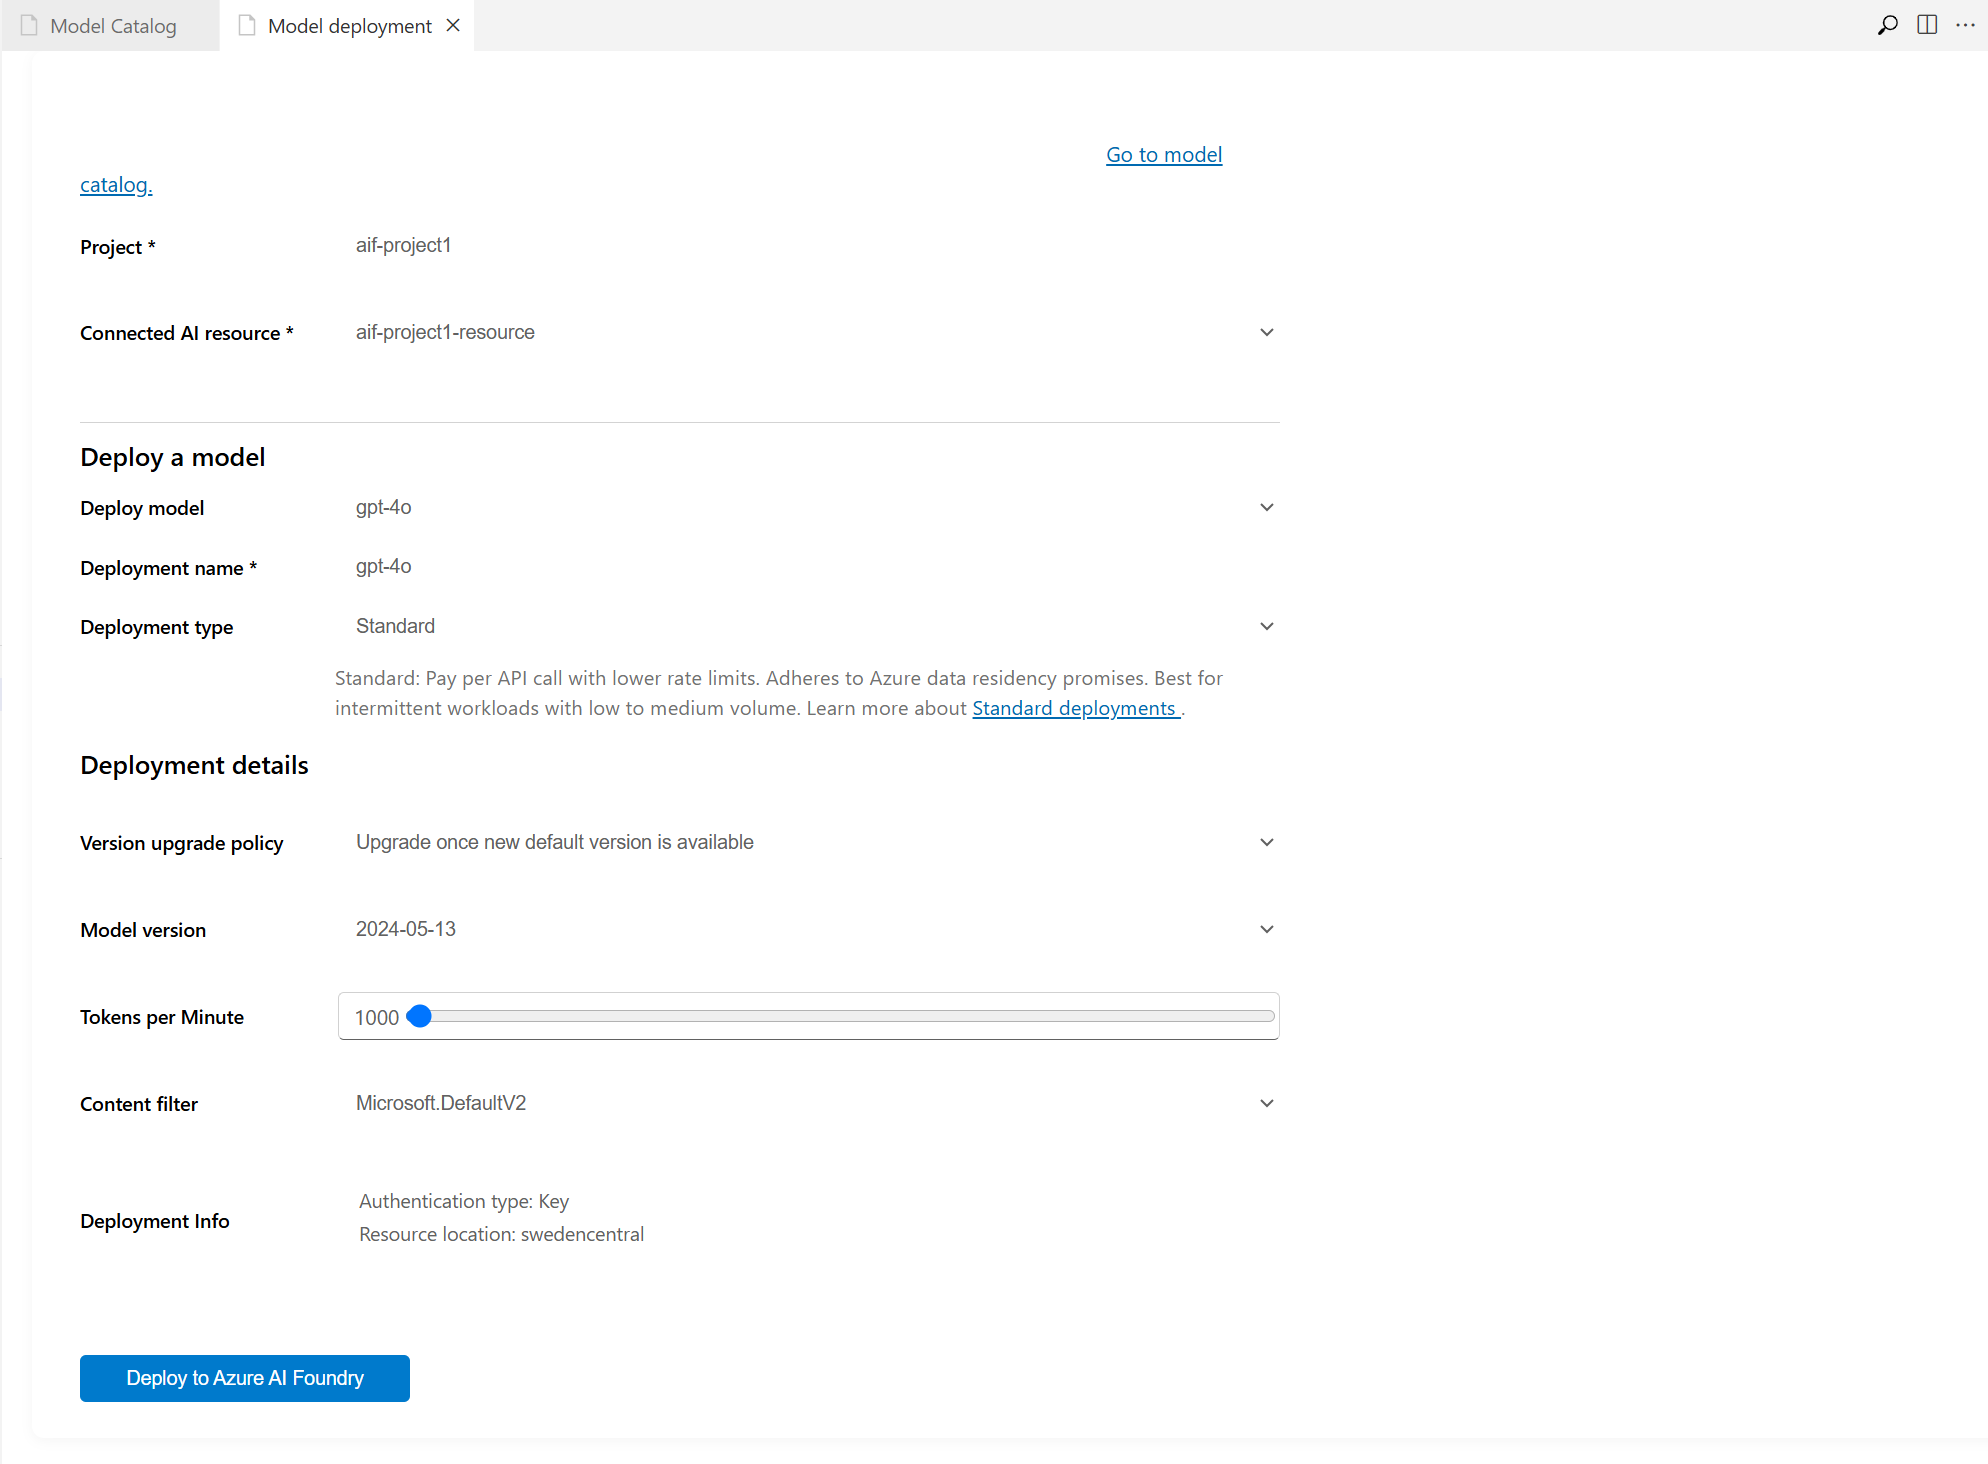 Model Catalog
Model deployment
Go to model
catalog.
Project *
aif-project1
Connected AI resource *
aif-project1-resource
Deploy a model
Deploy model
gpt-4o
Deployment name *
gpt-4o
Deployment type
Standard
Standard: Pay per API call with lower rate limits. Adheres to Azure data residency promises. Best for
intermittent workloads with low to medium volume. Learn more about Standard deployments .
Deployment details
Version upgrade policy
Upgrade once new default version is available
Model version
2024-05-13
Tokens per Minute
1000
Content filter
Microsoft.DefaultV2
Deployment Info
Authentication type: Key
Resource location: swedencentral
Deploy to Azure AI Foundry